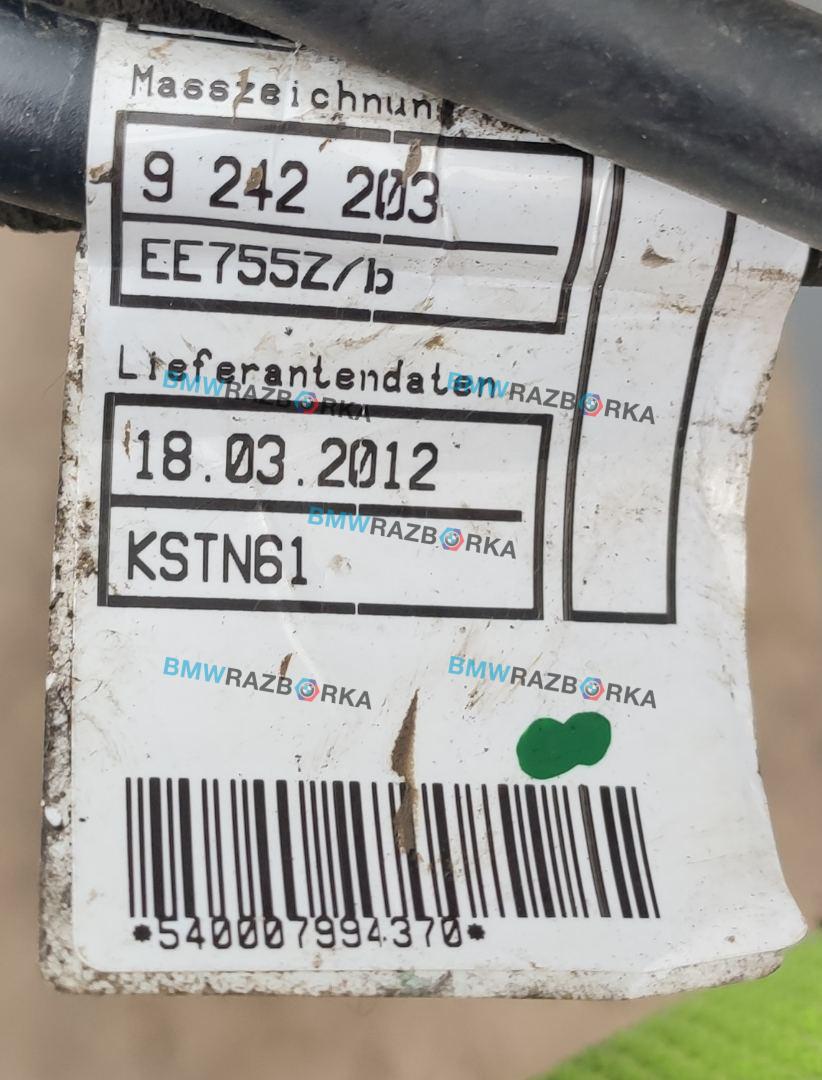 Masszeichnun
9 242 203
EE755Z/b
Lieferantendaten
BMWRAZBORKA
BMWRAZBORKA
18.03.2012
BMWRAZBORKA
KSTN61
BMWRAZBORKA
BMWRAZBORKA
*540007994370*